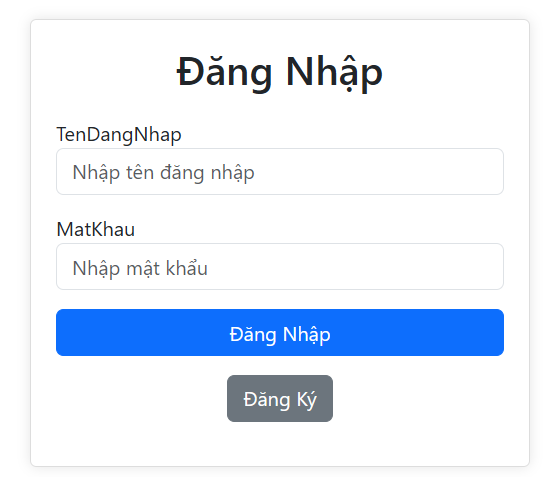 Đăng Nhập
TenDangNhap
Nhập tên đăng nhập
MatKhau
Nhập mật khẩu
Đăng Nhập
Đăng Ký